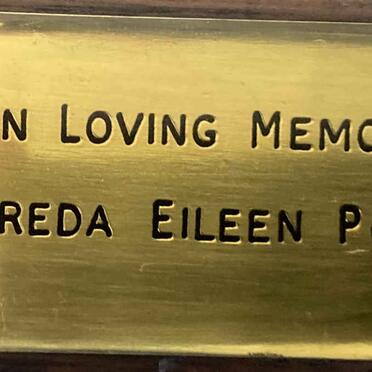 N LOVING MEMO
REDA EILEEN P